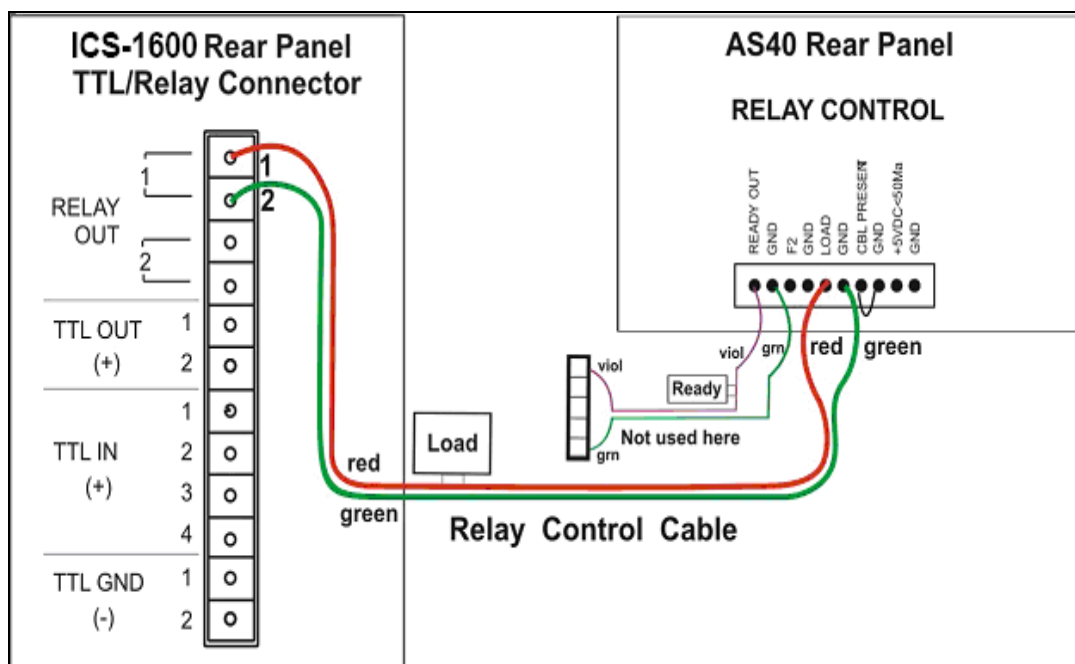 ICS-1600 Rear Panel
TTL/Relay Connector
1
2
RELAY
OUT
1
2
TTL OUT
(+)
1
2
TTL IN
(+)
1
2
3
4
TTL GND
(-)
1
2
red
green
Load
Relay Control Cable
AS40 Rear Panel
RELAY CONTROL
READY OUT
GND
F2
GND
LOAD
GND
CBL PRESENT
GND
+5VDC<50Ma
GND
viol
grn
red
green
viol
Ready
Not used here
grn